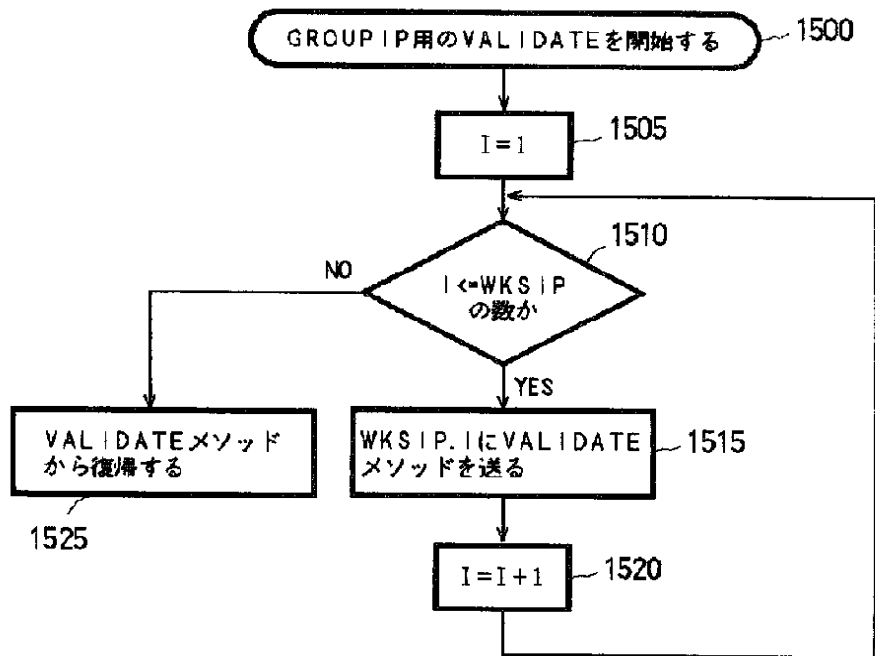 GROUPIP用のVALIDATEを開始する
1500
I=1
1505
1510
I<=WKSIP
の数か
NO
YES
VALIDATEメソッド
から復帰する
1525
WKSIP.IにVALIDATE
メソッドを送る
1515
I=I+1
1520